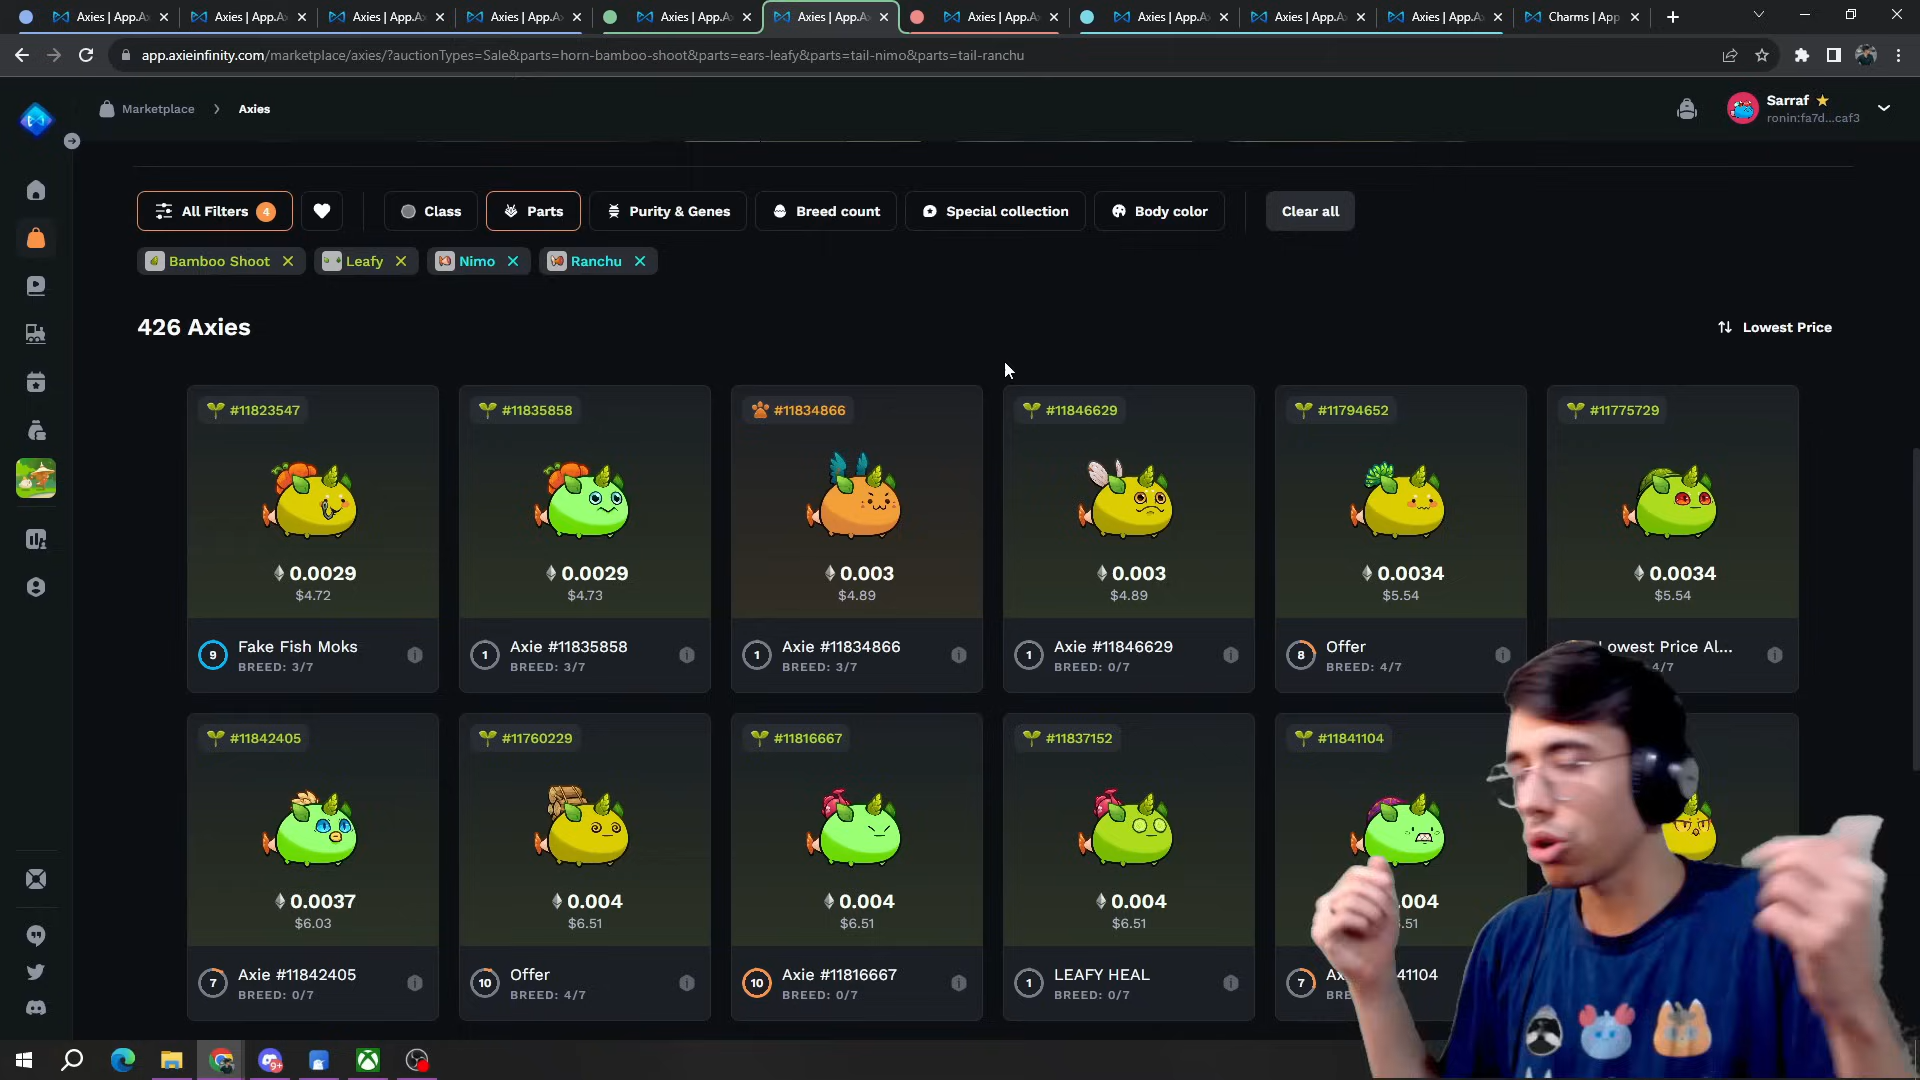 Axies | App.A
Axies | App.A
Axies | App.A
Axies | App.A
Axies | App.A
Axies | App.A
Axies | App.A
Axies | App.A
Axies | App.A
Axies | App.A
Charms | App
app.axieinfinity.com/marketplace/axies/?auctionTypes=Sale&parts=horn-bamboo-shoot&parts=ears-leafy&parts=tail-nimo&parts=tail-ranchu
Marketplace > Axies
Sarraf
ronin:fa7d...caf3
All Filters 4
Class
Parts
Purity & Genes
Breed count
Special collection
Body color
Clear all
Bamboo Shoot
Leafy
Nimo
Ranchu
426 Axies
Lowest Price
#11823547
#11835858
#11834866
#11846629
#11794652
#11775729
0.0029
0.0029
0.003
0.003
0.0034
0.0034
$4.72
$4.73
$4.89
$4.89
$5.54
$5.54
9 Fake Fish Moks
BREED: 3/7
1 Axie #11835858
BREED: 3/7
1 Axie #11834866
BREED: 3/7
1 Axie #11846629
BREED: 0/7
8 Offer
BREED: 4/7
Lowest Price Al...
4/7
#11842405
#11760229
#11816667
#11837152
#11841104
0.0037
0.004
0.004
0.004
.004
$6.03
$6.51
$6.51
$6.51
.51
7 Axie #11842405
BREED: 0/7
10 Offer
BREED: 4/7
10 Axie #11816667
BREED: 0/7
1 LEAFY HEAL
BREED: 0/7
7 Ax 41104
BRE
9+